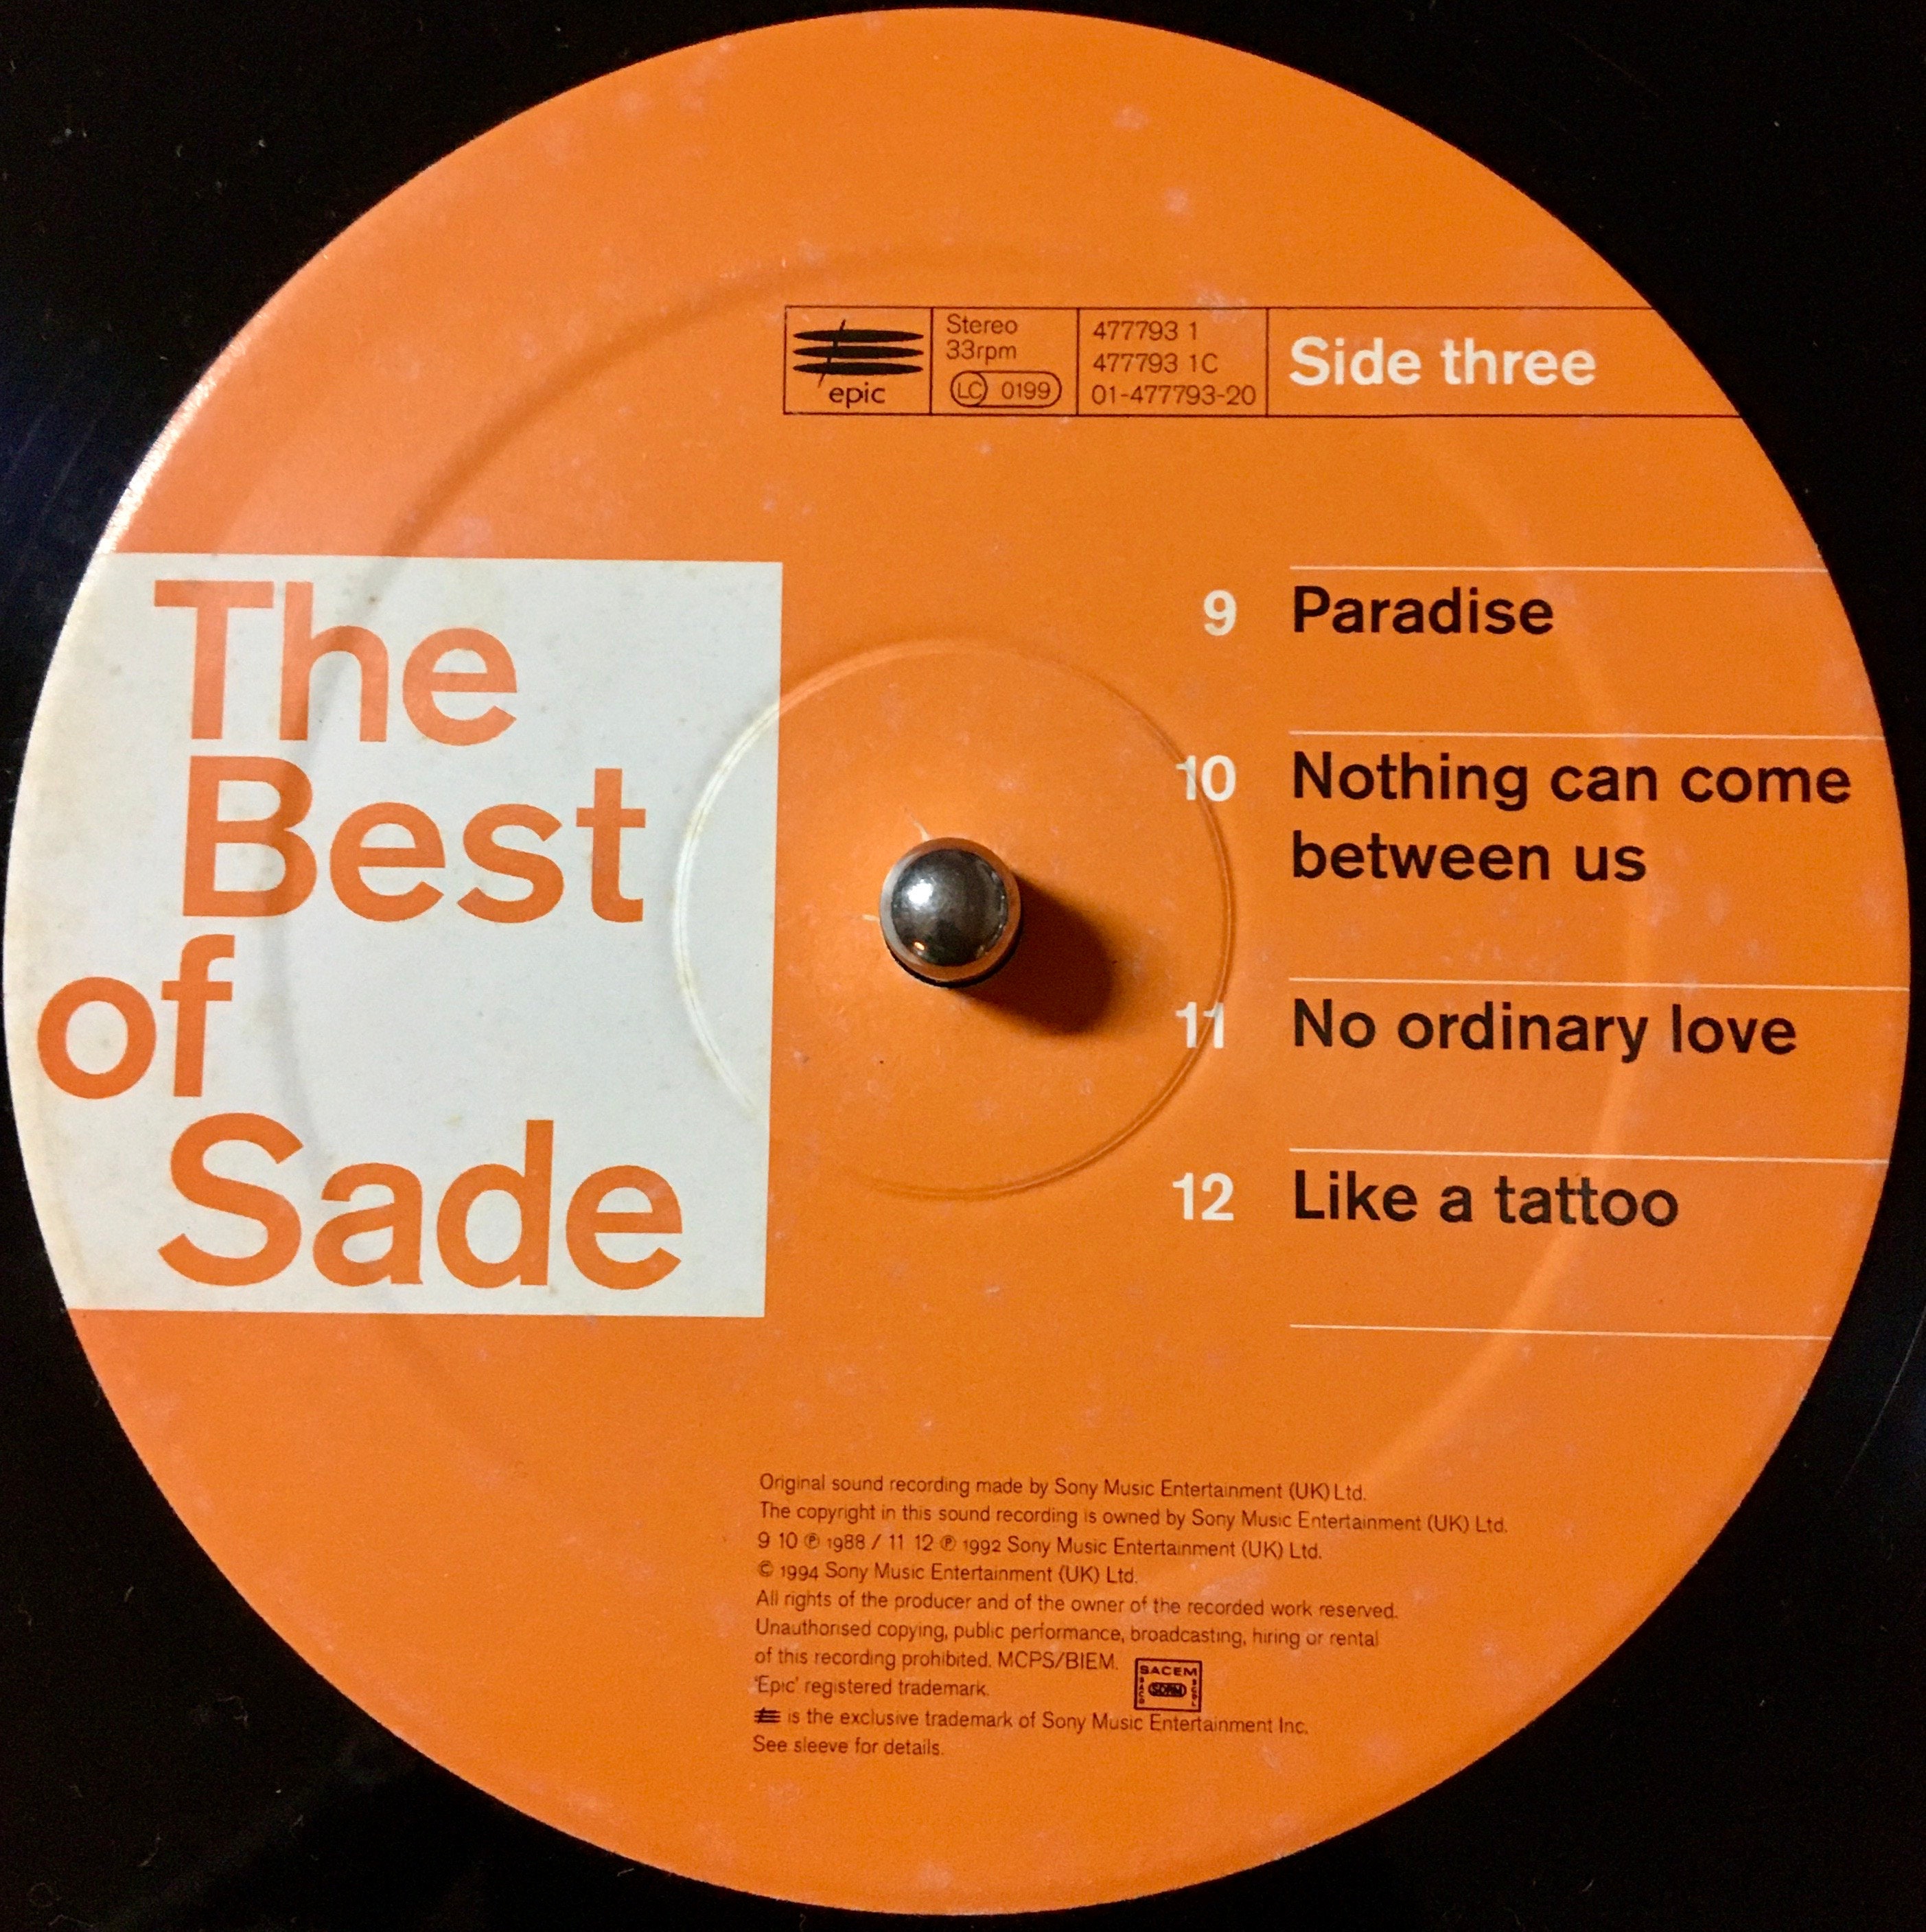 epic
Stereo
33rpm
LC 0199
477793 1
477793 1C
01-477793-20
Side three
The
Best
of
Sade
9 Paradise
10 Nothing can come
between us
11 No ordinary love
12 Like a tattoo
Original sound recording made by Sony Music Entertainment (UK) Ltd.
The copyright in this sound recording is owned by Sony Music Entertainment (UK) Ltd.
9 10 ℗ 1988 / 11 12 ℗ 1992 Sony Music Entertainment (UK) Ltd.
© 1994 Sony Music Entertainment (UK) Ltd.
All rights of the producer and of the owner of the recorded work reserved.
Unauthorised copying, public performance, broadcasting, hiring or rental
of this recording prohibited. MCPS/BIEM.
SACEM
SDRM
'Epic' registered trademark.
is the exclusive trademark of Sony Music Entertainment Inc.
See sleeve for details.